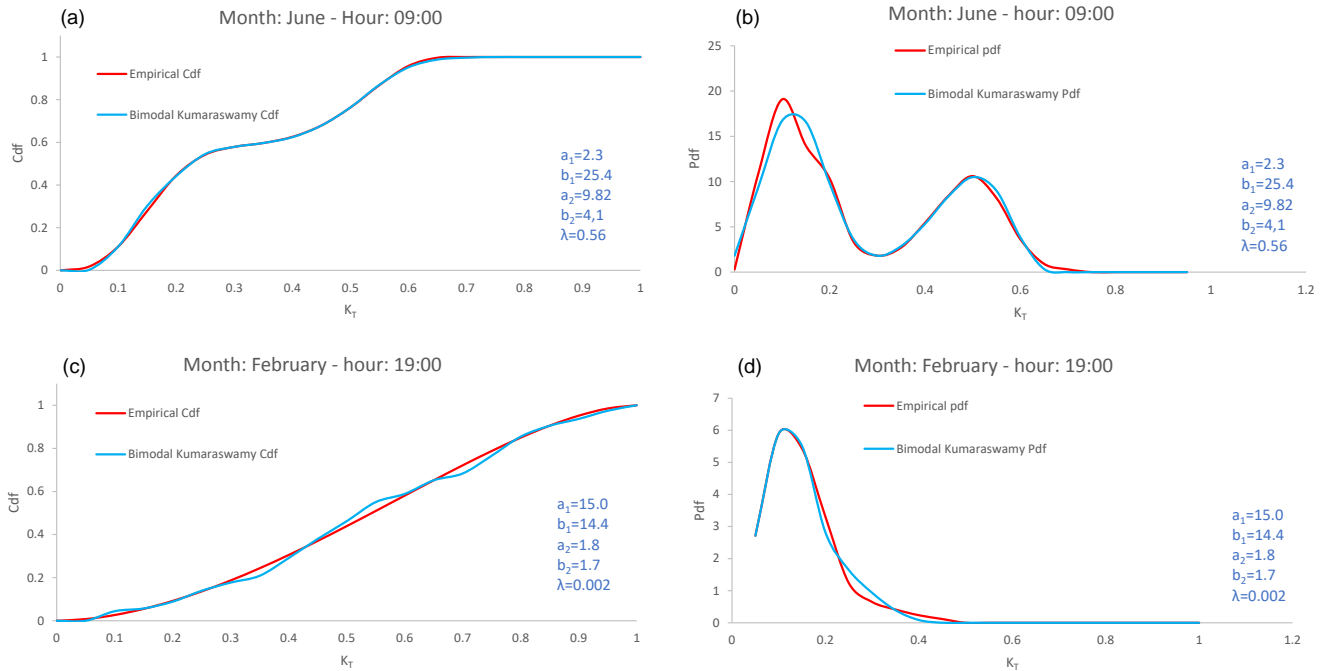 (a)
Month: June - Hour: 09:00
1
0.8
0.6
0.4
0.2
0
Cdf
Empirical Cdf
Bimodal Kumaraswamy Cdf
a1=2.3
b1=25.4
a2=9.82
b2=4,1
λ=0.56
0 0.1 0.2 0.3 0.4 0.5 0.6 0.7 0.8 0.9 1
KT
(b)
Month: June - hour: 09:00
25
20
15
10
5
0
Pdf
Empirical pdf
Bimodal Kumaraswamy Pdf
a1=2.3
b1=25.4
a2=9.82
b2=4,1
λ=0.56
0 0.2 0.4 0.6 0.8 1 1.2
KT
(c)
Month: February - hour: 19:00
1
0.8
0.6
0.4
0.2
0
Cdf
Empirical Cdf
Bimodal Kumaraswamy Cdf
a1=15.0
b1=14.4
a2=1.8
b2=1.7
λ=0.002
0 0.1 0.2 0.3 0.4 0.5 0.6 0.7 0.8 0.9 1
KT
(d)
Month: February - hour: 19:00
7
6
5
4
3
2
1
0
Pdf
Empirical pdf
Bimodal Kumaraswamy Pdf
a1=15.0
b1=14.4
a2=1.8
b2=1.7
λ=0.002
0 0.2 0.4 0.6 0.8 1 1.2
KT